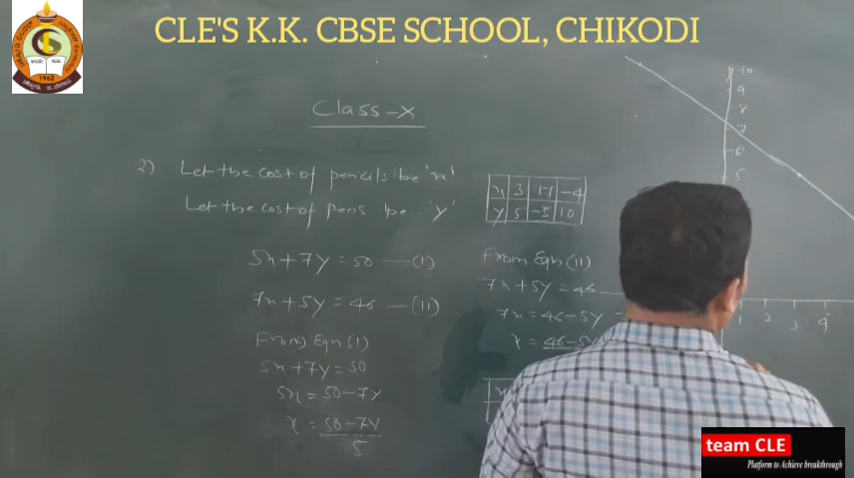 CLE'S K.K. CBSE SCHOOL, CHIKODI
1962
Class-X
2) Let the cost of pencils be 'x'
Let the cost of pens be 'y'
5x+7y=50 —(I)
7x+5y=46 —(II)
From Eqn (I)
5x+7y=50
5x=50-7y
x = 50-7y
5
x 3 11 -4
y 5 -5 10
From Eqn (II)
7x+5y=46
7x=46-5y
x = 46-5y
x
10
9
8
7
6
5
1 2 3 4
team CLE
Platform to Achieve breakthrough